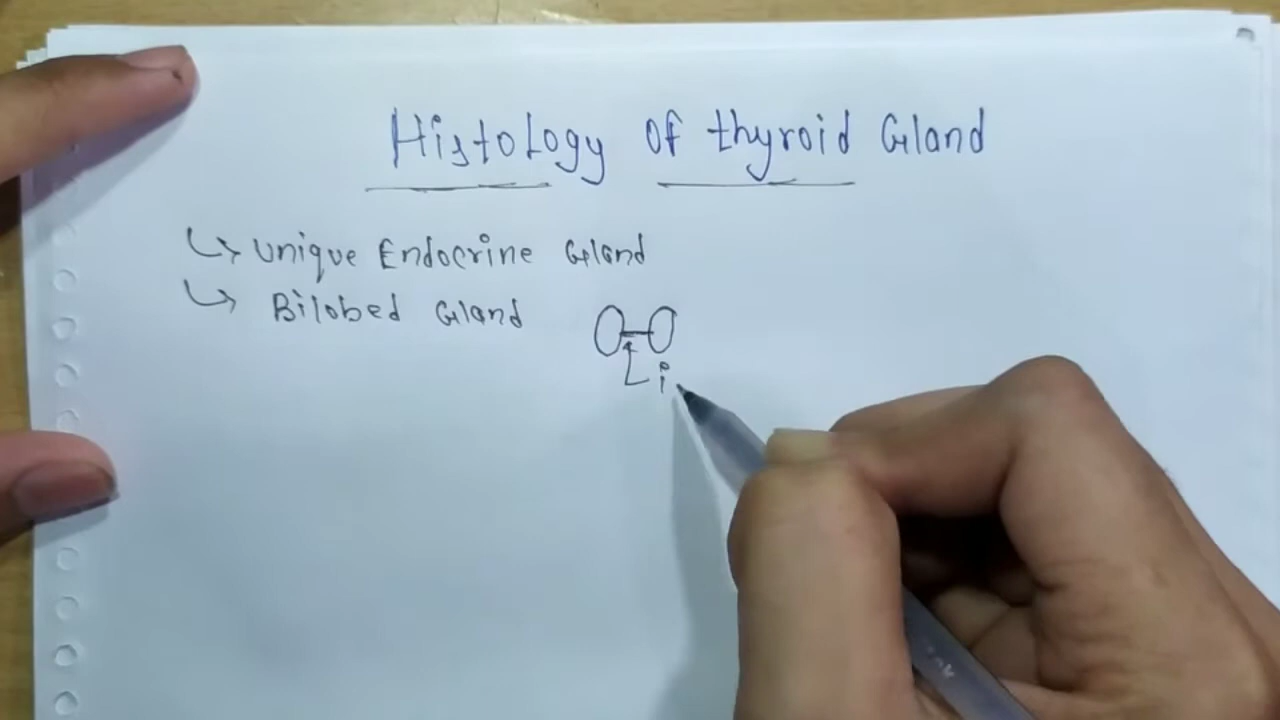 Histology Of thyroid Gland
Unique Endocrine Gland
Bilobed Gland
i